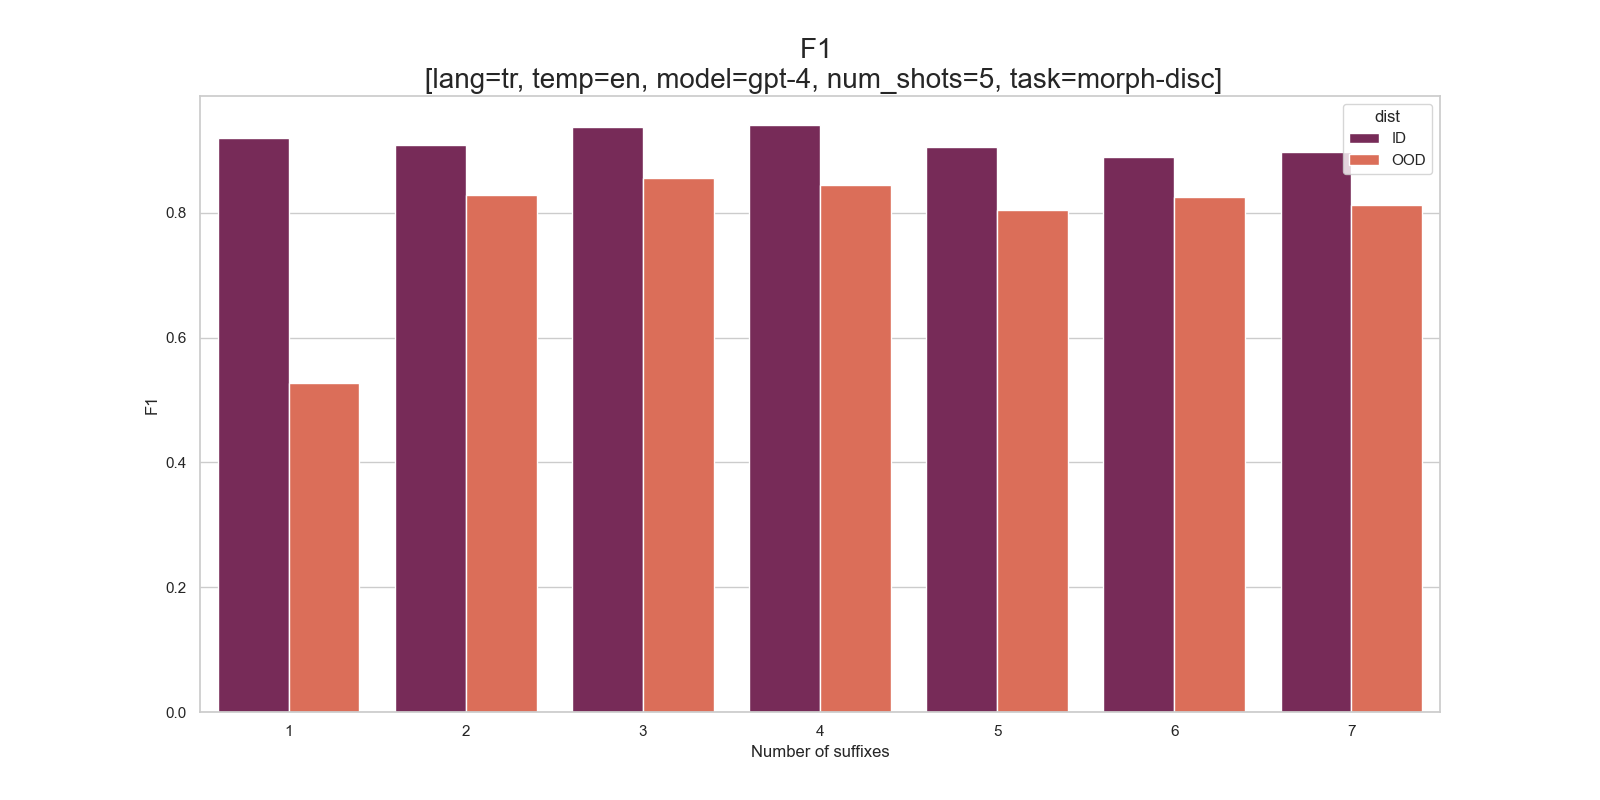 F1
[lang=tr, temp=en, model=gpt-4, num_shots=5, task=morph-disc]
dist
ID
OOD
0.8
0.6
0.4
0.2
0.0
F1
1 2 3 4 5 6 7
Number of suffixes